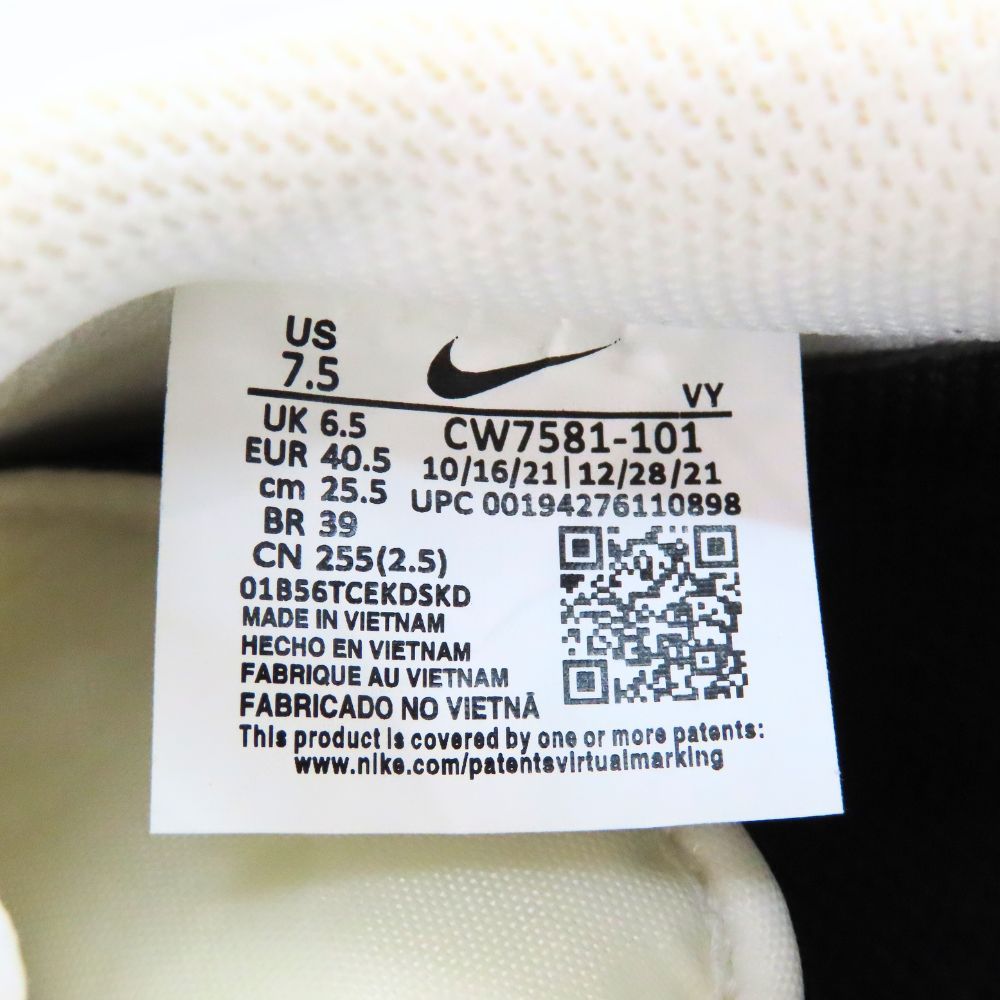 US
7.5
VY
UK 6.5
EUR 40.5
cm 25.5
BR 39
CN 255(2.5)
CW7581-101
10/16/21|12/28/21
UPC 00194276110898
01B56TCEKDSKD
MADE IN VIETNAM
HECHO EN VIETNAM
FABRIQUE AU VIETNAM
FABRICADO NO VIETNÃ
This product is covered by one or more patents:
www.nike.com/patentsvirtualmarking